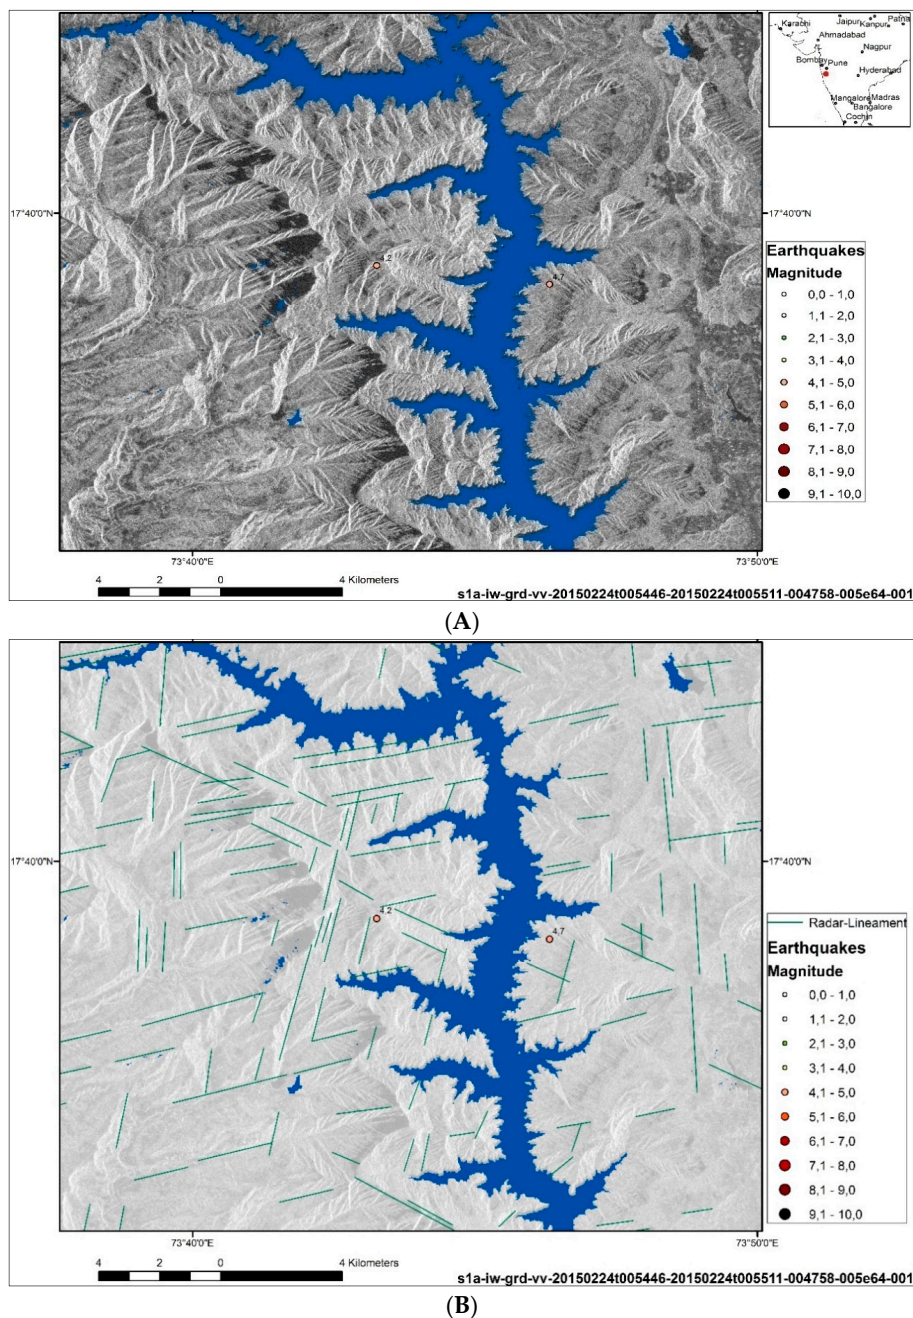 Karachi
Jaipur
Kanpur
Patna
Ahmadabad
Nagpur
Bombay
Pune
Hyderabad
Mangalore
Madras
Bangalore
Cochin
17°40'0"N
17°40'0"N
4,2
4,7
Earthquakes
Magnitude
0,0 - 1,0
1,1 - 2,0
2,1 - 3,0
3,1 - 4,0
4,1 - 5,0
5,1 - 6,0
6,1 - 7,0
7,1 - 8,0
8,1 - 9,0
9,1 - 10,0
73°40'0"E
73°50'0"E
4 2 0 4 Kilometers
s1a-iw-grd-vv-20150224t005446-20150224t005511-004758-005e64-001
(A)
17°40'0"N
17°40'0"N
4,2
4,7
Radar-Lineament
Earthquakes
Magnitude
0,0 - 1,0
1,1 - 2,0
2,1 - 3,0
3,1 - 4,0
4,1 - 5,0
5,1 - 6,0
6,1 - 7,0
7,1 - 8,0
8,1 - 9,0
9,1 - 10,0
73°40'0"E
73°50'0"E
4 2 0 4 Kilometers
s1a-iw-grd-vv-20150224t005446-20150224t005511-004758-005e64-001
(B)